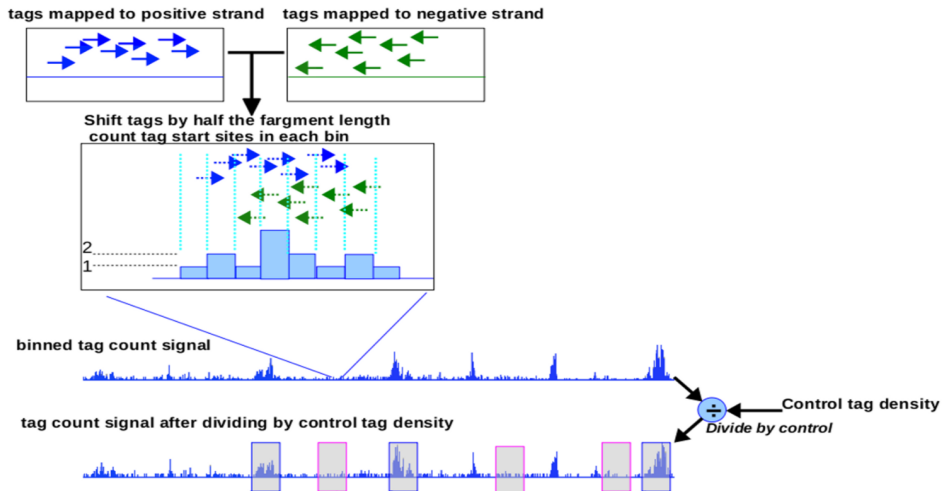 tags mapped to positive strand
tags mapped to negative strand
Shift tags by half the fargment length
count tag start sites in each bin
2
1
binned tag count signal
÷
Control tag density
Divide by control
tag count signal after dividing by control tag density